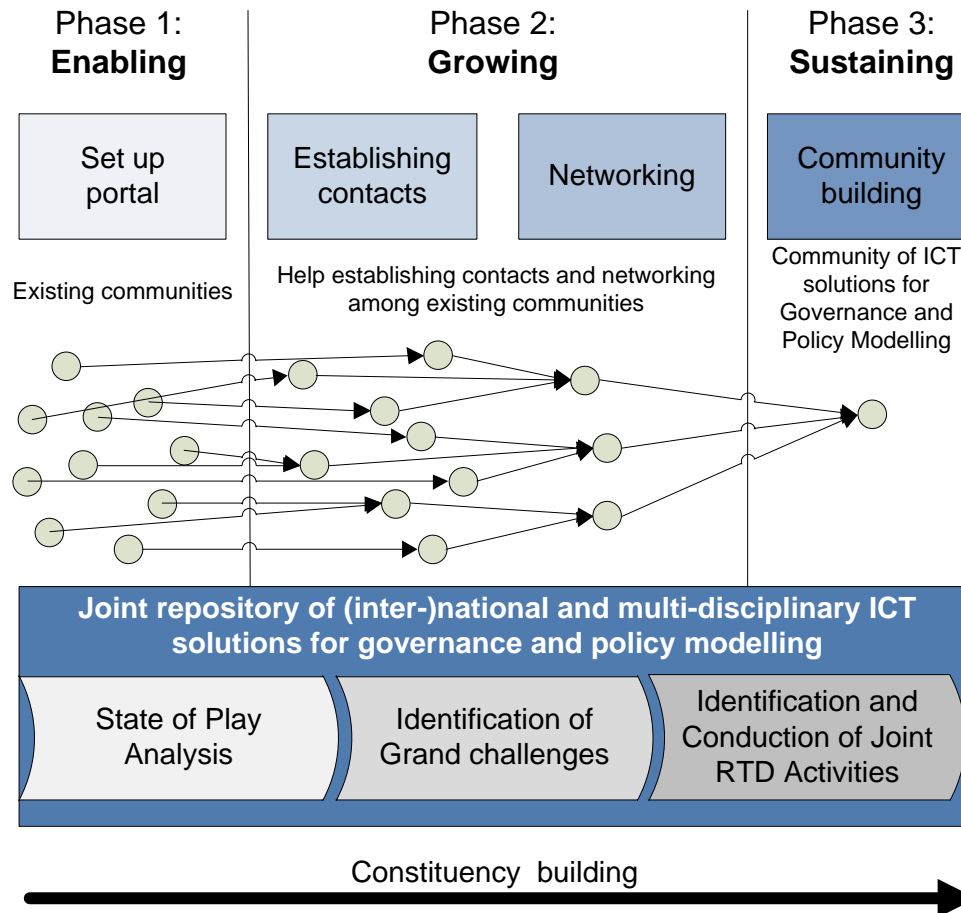 Phase 1:
Enabling
Phase 2:
Growing
Phase 3:
Sustaining
Set up
portal
Establishing
contacts
Networking
Community
building
Existing communities
Help establishing contacts and networking
among existing communities
Community of ICT
solutions for
Governance and
Policy Modelling
Joint repository of (inter-)national and multi-disciplinary ICT
solutions for governance and policy modelling
State of Play
Analysis
Identification of
Grand challenges
Identification and
Conduction of Joint
RTD Activities
Constituency building